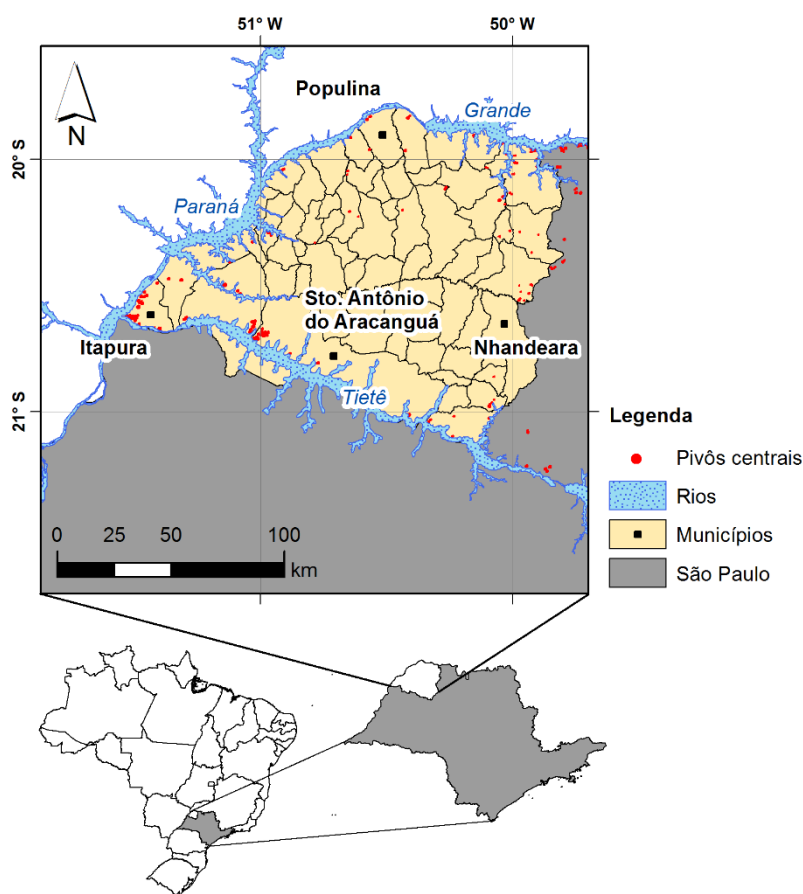 51° W
50° W
Populina
Grande
N
20° S
Paraná
Sto. Antônio
do Aracanguá
Itapura
Nhandeara
Tietê
21° S
Legenda
Pivôs centrais
Rios
Municípios
São Paulo
0
25
50
100
km